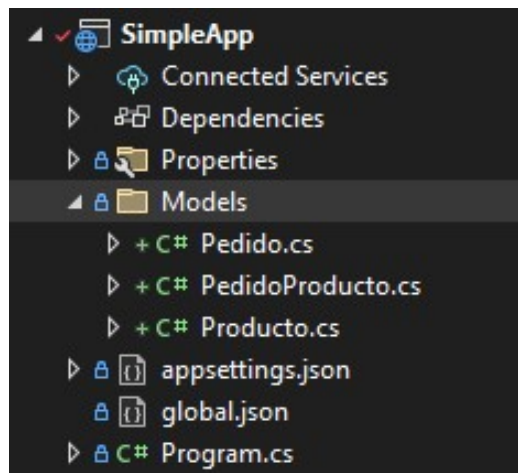 SimpleApp
Connected Services
Dependencies
Properties
Models
+ C# Pedido.cs
+ C# PedidoProducto.cs
+ C# Producto.cs
appsettings.json
global.json
C# Program.cs